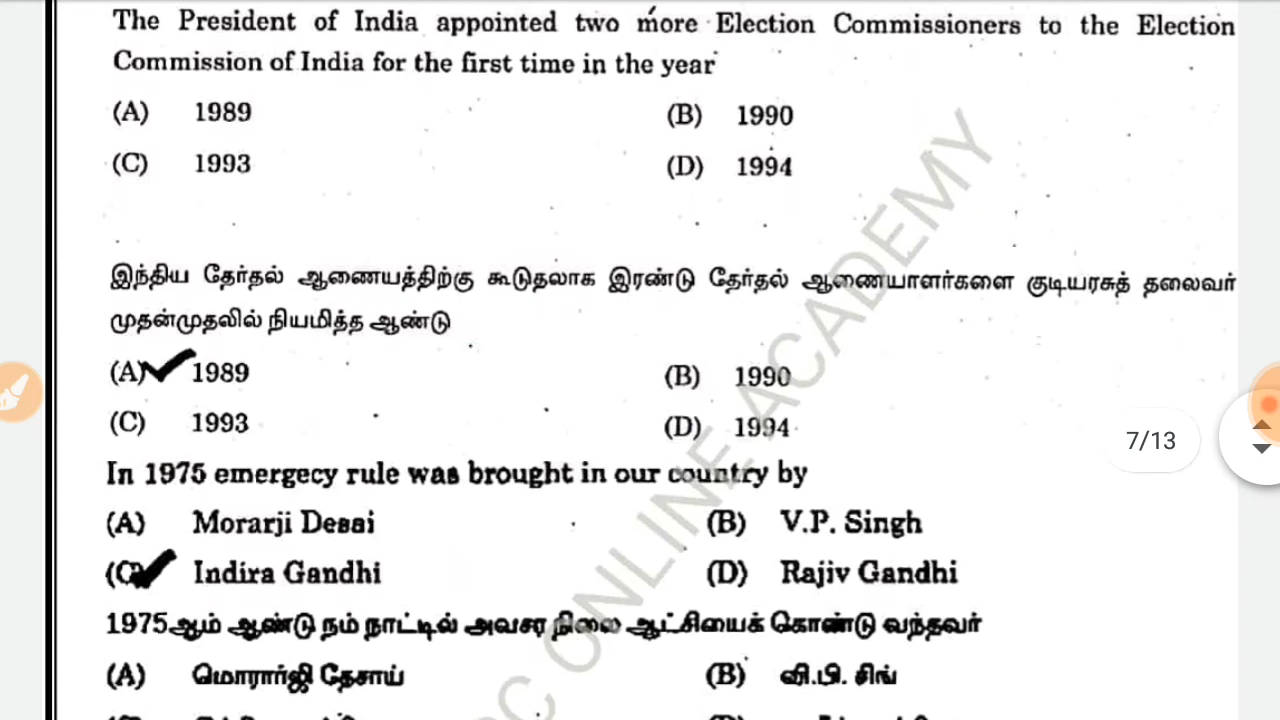 The President of India appointed two more Election Commissioners to the Election
Commission of India for the first time in the year
(A) 1989 (B) 1990
(C) 1993 (D) 1994
இந்திய தேர்தல் ஆணையத்திற்கு கூடுதலாக இரண்டு தேர்தல் ஆணையாளர்களை குடியரசுத் தலைவர்
முதன்முதலில் நியமித்த ஆண்டு
(A) 1989 (B) 1990
(C) 1993 (D) 1994
7/13
In 1975 emergecy rule was brought in our country by
(A) Morarji Desai (B) V.P. Singh
(C) Indira Gandhi (D) Rajiv Gandhi
1975ஆம் ஆண்டு நம் நாட்டில் அவசர நிலை ஆட்சியைக் கொண்டு வந்தவர்
(A) மொரார்ஜி தேசாய் (B) வி.பி. சிங்
ONLINE ACADEMY